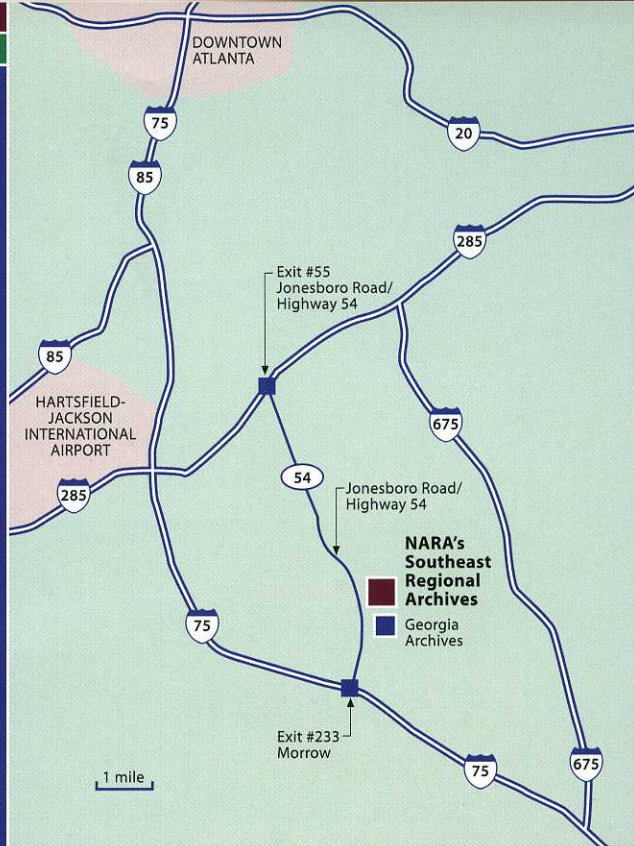 DOWNTOWN
ATLANTA
75
20
85
285
Exit #55
Jonesboro Road/
Highway 54
85
HARTSFIELD-
JACKSON
INTERNATIONAL
AIRPORT
675
54
285
Jonesboro Road/
Highway 54
NARA's
Southeast
Regional
Archives
Georgia
Archives
75
Exit #233
Morrow
75
675
1 mile